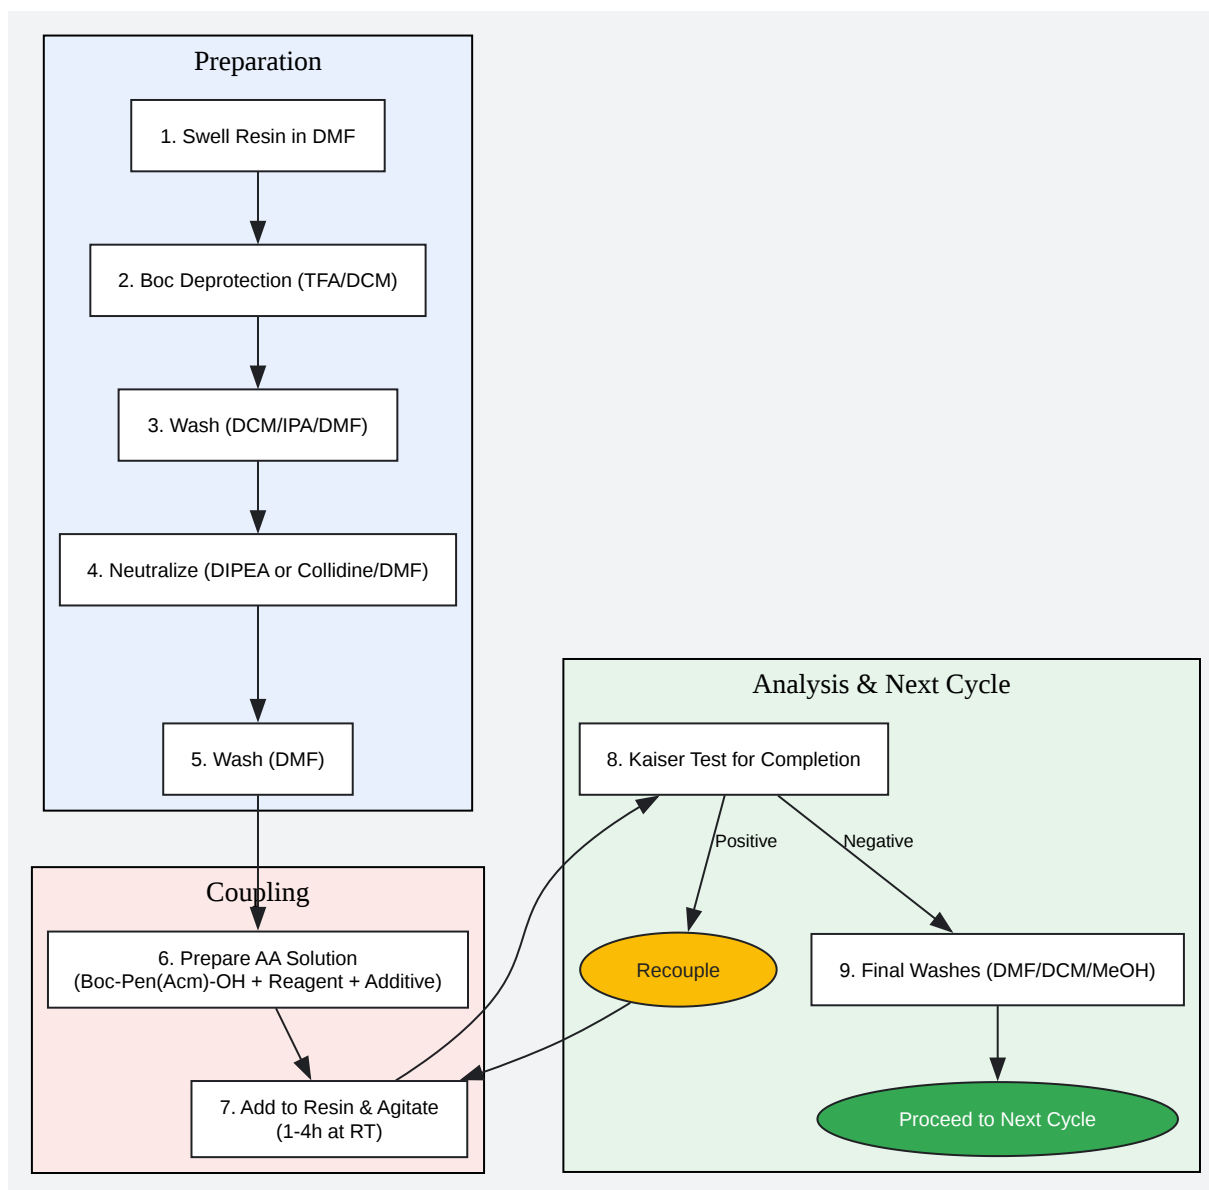 Preparation
1. Swell Resin in DMF
2. Boc Deprotection (TFA/DCM)
3. Wash (DCM/IPA/DMF)
4. Neutralize (DIPEA or Collidine/DMF)
5. Wash (DMF)
Coupling
6. Prepare AA Solution
(Boc-Pen(Acm)-OH + Reagent + Additive)
7. Add to Resin & Agitate
(1-4h at RT)
Analysis & Next Cycle
8. Kaiser Test for Completion
Positive
Negative
Recouple
9. Final Washes (DMF/DCM/MeOH)
Proceed to Next Cycle